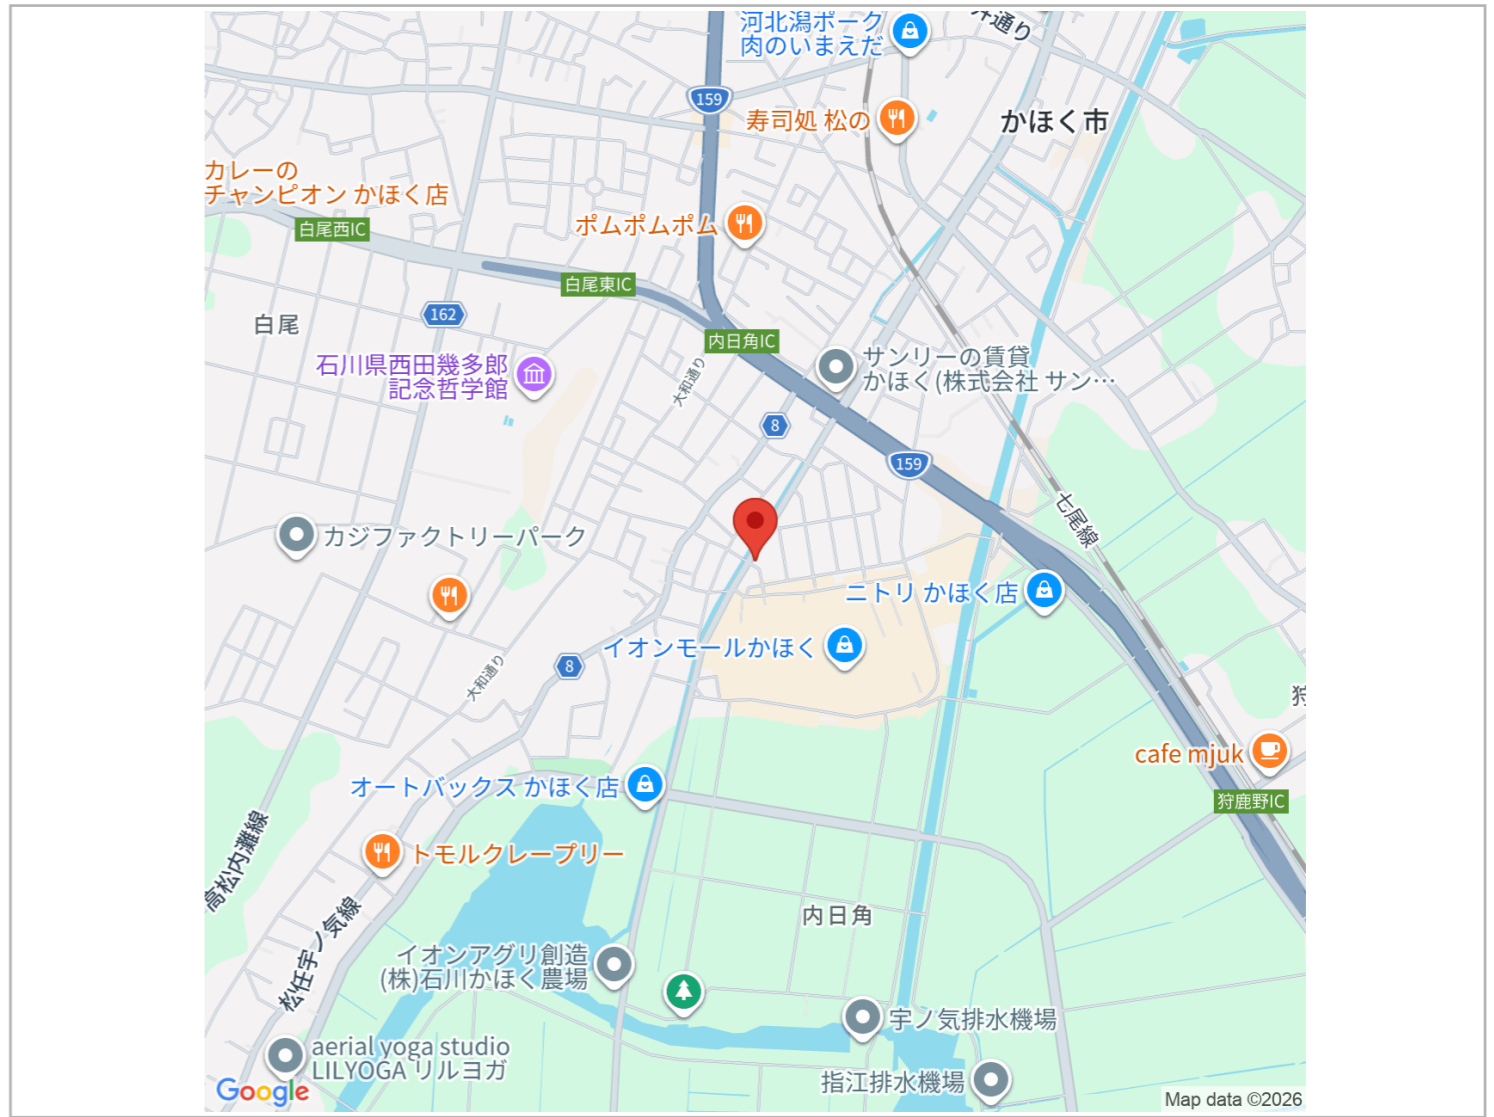 河北潟ポーク
肉のいまえだ
井通り
159
寿司処 松の
かほく市
カレーの
チャンピオン かほく店
白尾西IC
ポムポムポム
白尾東IC
162
白尾
内日角IC
石川県西田幾多郎
記念哲学館
大和通り
サンリーの賃貸
かほく(株式会社 サン…
8
159
七尾線
カジファクトリーパーク
ニトリ かほく店
イオンモールかほく
8
大和通り
狩
cafe mjuk
狩鹿野IC
オートバックス かほく店
高松内灘線
トモルクレープリー
松任宇ノ気線
内日角
イオンアグリ創造
(株)石川かほく農場
宇ノ気排水機場
aerial yoga studio
LILYOGA リルヨガ
指江排水機場
Google
Map data ©2026